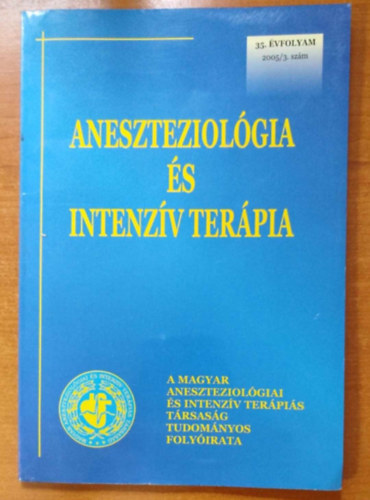 35. ÉVFOLYAM
2005/3. szám
ANESZTEZIOLÓGIA
ÉS
INTENZÍV TERÁPIA
A MAGYAR
ANESZTEZIOLÓGIAI
ÉS INTENZÍV TERÁPIÁS
TÁRSASÁG
TUDOMÁNYOS
FOLYÓIRATA